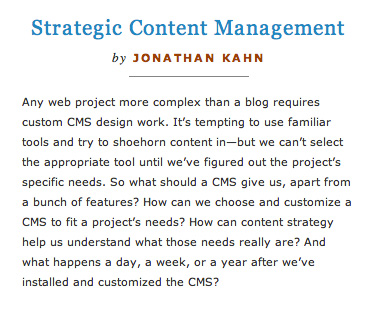 Strategic Content Management
by JONATHAN KAHN
Any web project more complex than a blog requires
custom CMS design work. It’s tempting to use familiar
tools and try to shoehorn content in—but we can’t select
the appropriate tool until we’ve figured out the project’s
specific needs. So what should a CMS give us, apart from
a bunch of features? How can we choose and customize a
CMS to fit a project’s needs? How can content strategy
help us understand what those needs really are? And
what happens a day, a week, or a year after we’ve
installed and customized the CMS?